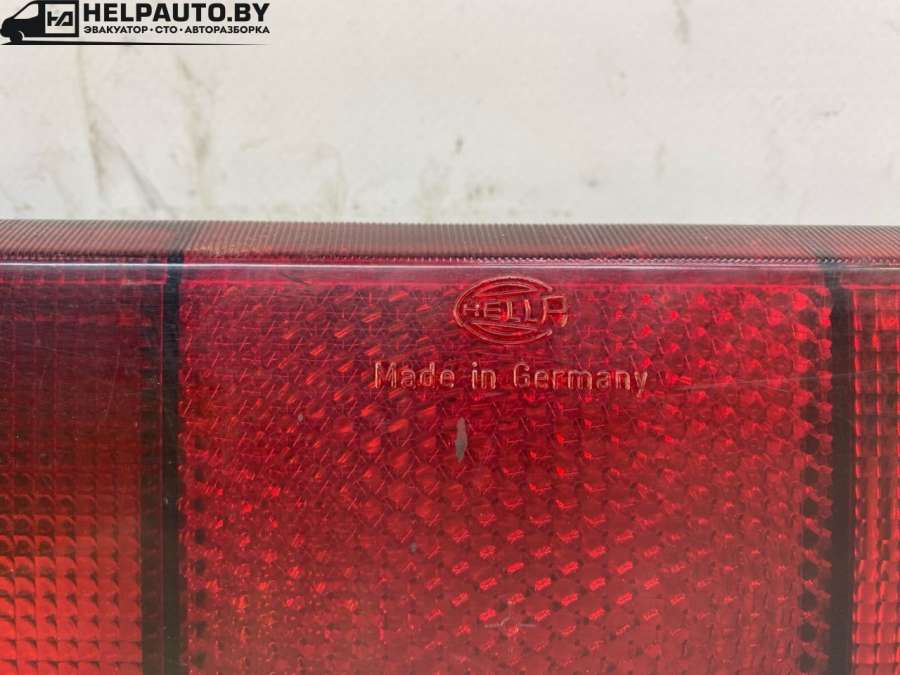 HELPAUTO.BY
ЭВАКУАТОР • СТО • АВТОРАЗБОРКА
HELLA
Made in Germany